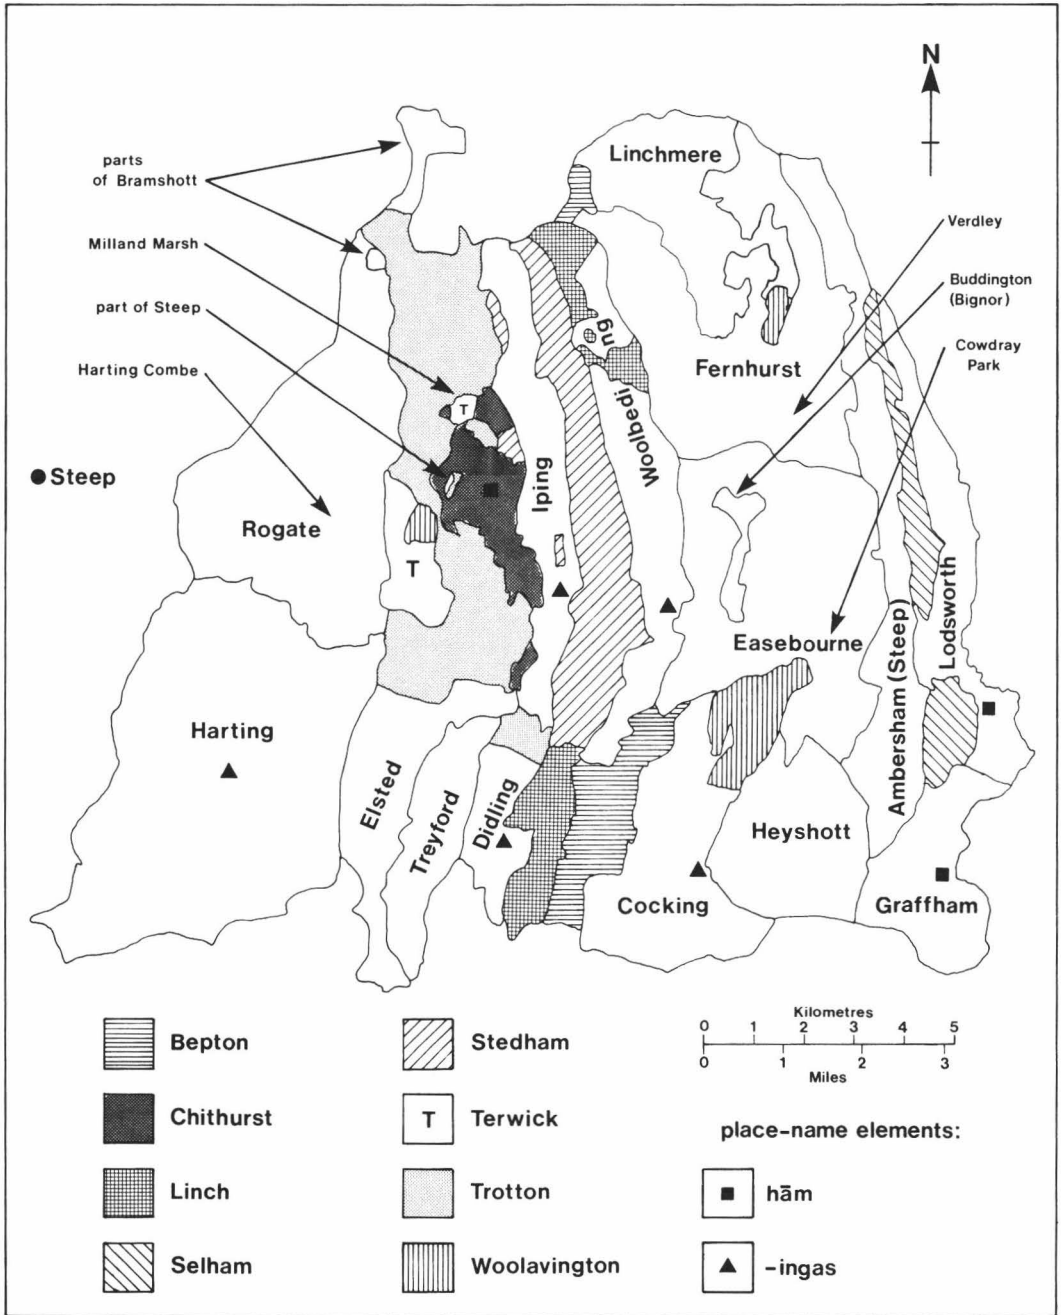 N
Linchmere
parts
of Bramshott
Verdley
Milland Marsh
Buddington
(Bignor)
part of Steep
ng
Cowdray
Park
Harting Combe
Fernhurst
T
Woolbedi
Steep
Iping
Rogate
T
Lodsworth
Easebourne
Ambersham (Steep)
Harting
Elsted
Treyford
Didling
Heyshott
Cocking
Graffham
Bepton
Stedham
Kilometres
0 1 2 3 4 5
0 1 2 3
Miles
Chithurst
T
Terwick
place-name elements:
Linch
Trotton
hām
Selham
Woolavington
-ingas